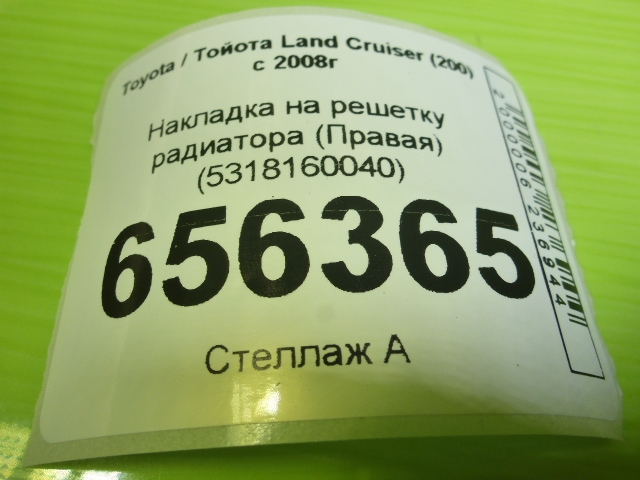 Toyota / Тойота Land Cruiser (200)
с 2008г
Накладка на решетку
радиатора (Правая)
(5318160040)
656365
Стеллаж А
2000006236944